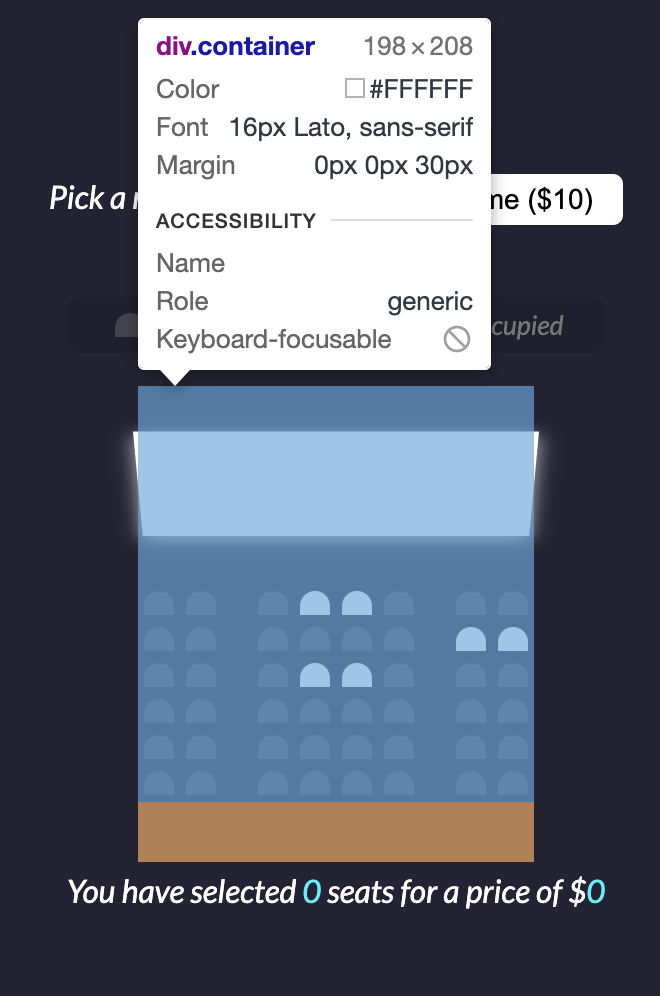 div.container 198 × 208
Color #FFFFFF
Font 16px Lato, sans-serif
Margin 0px 0px 30px
Pick a me ($10)
ACCESSIBILITY
Name
Role generic
cupied
Keyboard-focusable
You have selected 0 seats for a price of $0